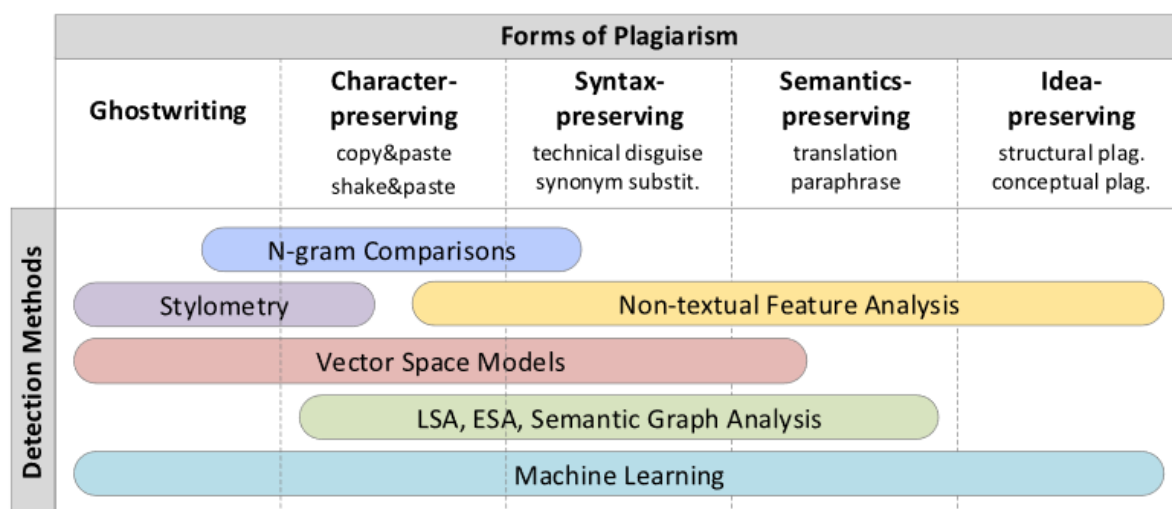 Forms of Plagiarism
Ghostwriting
Character-
preserving
copy&paste
shake&paste
Syntax-
preserving
technical disguise
synonym substit.
Semantics-
preserving
translation
paraphrase
Idea-
preserving
structural plag.
conceptual plag.
Detection Methods
N-gram Comparisons
Stylometry
Non-textual Feature Analysis
Vector Space Models
LSA, ESA, Semantic Graph Analysis
Machine Learning